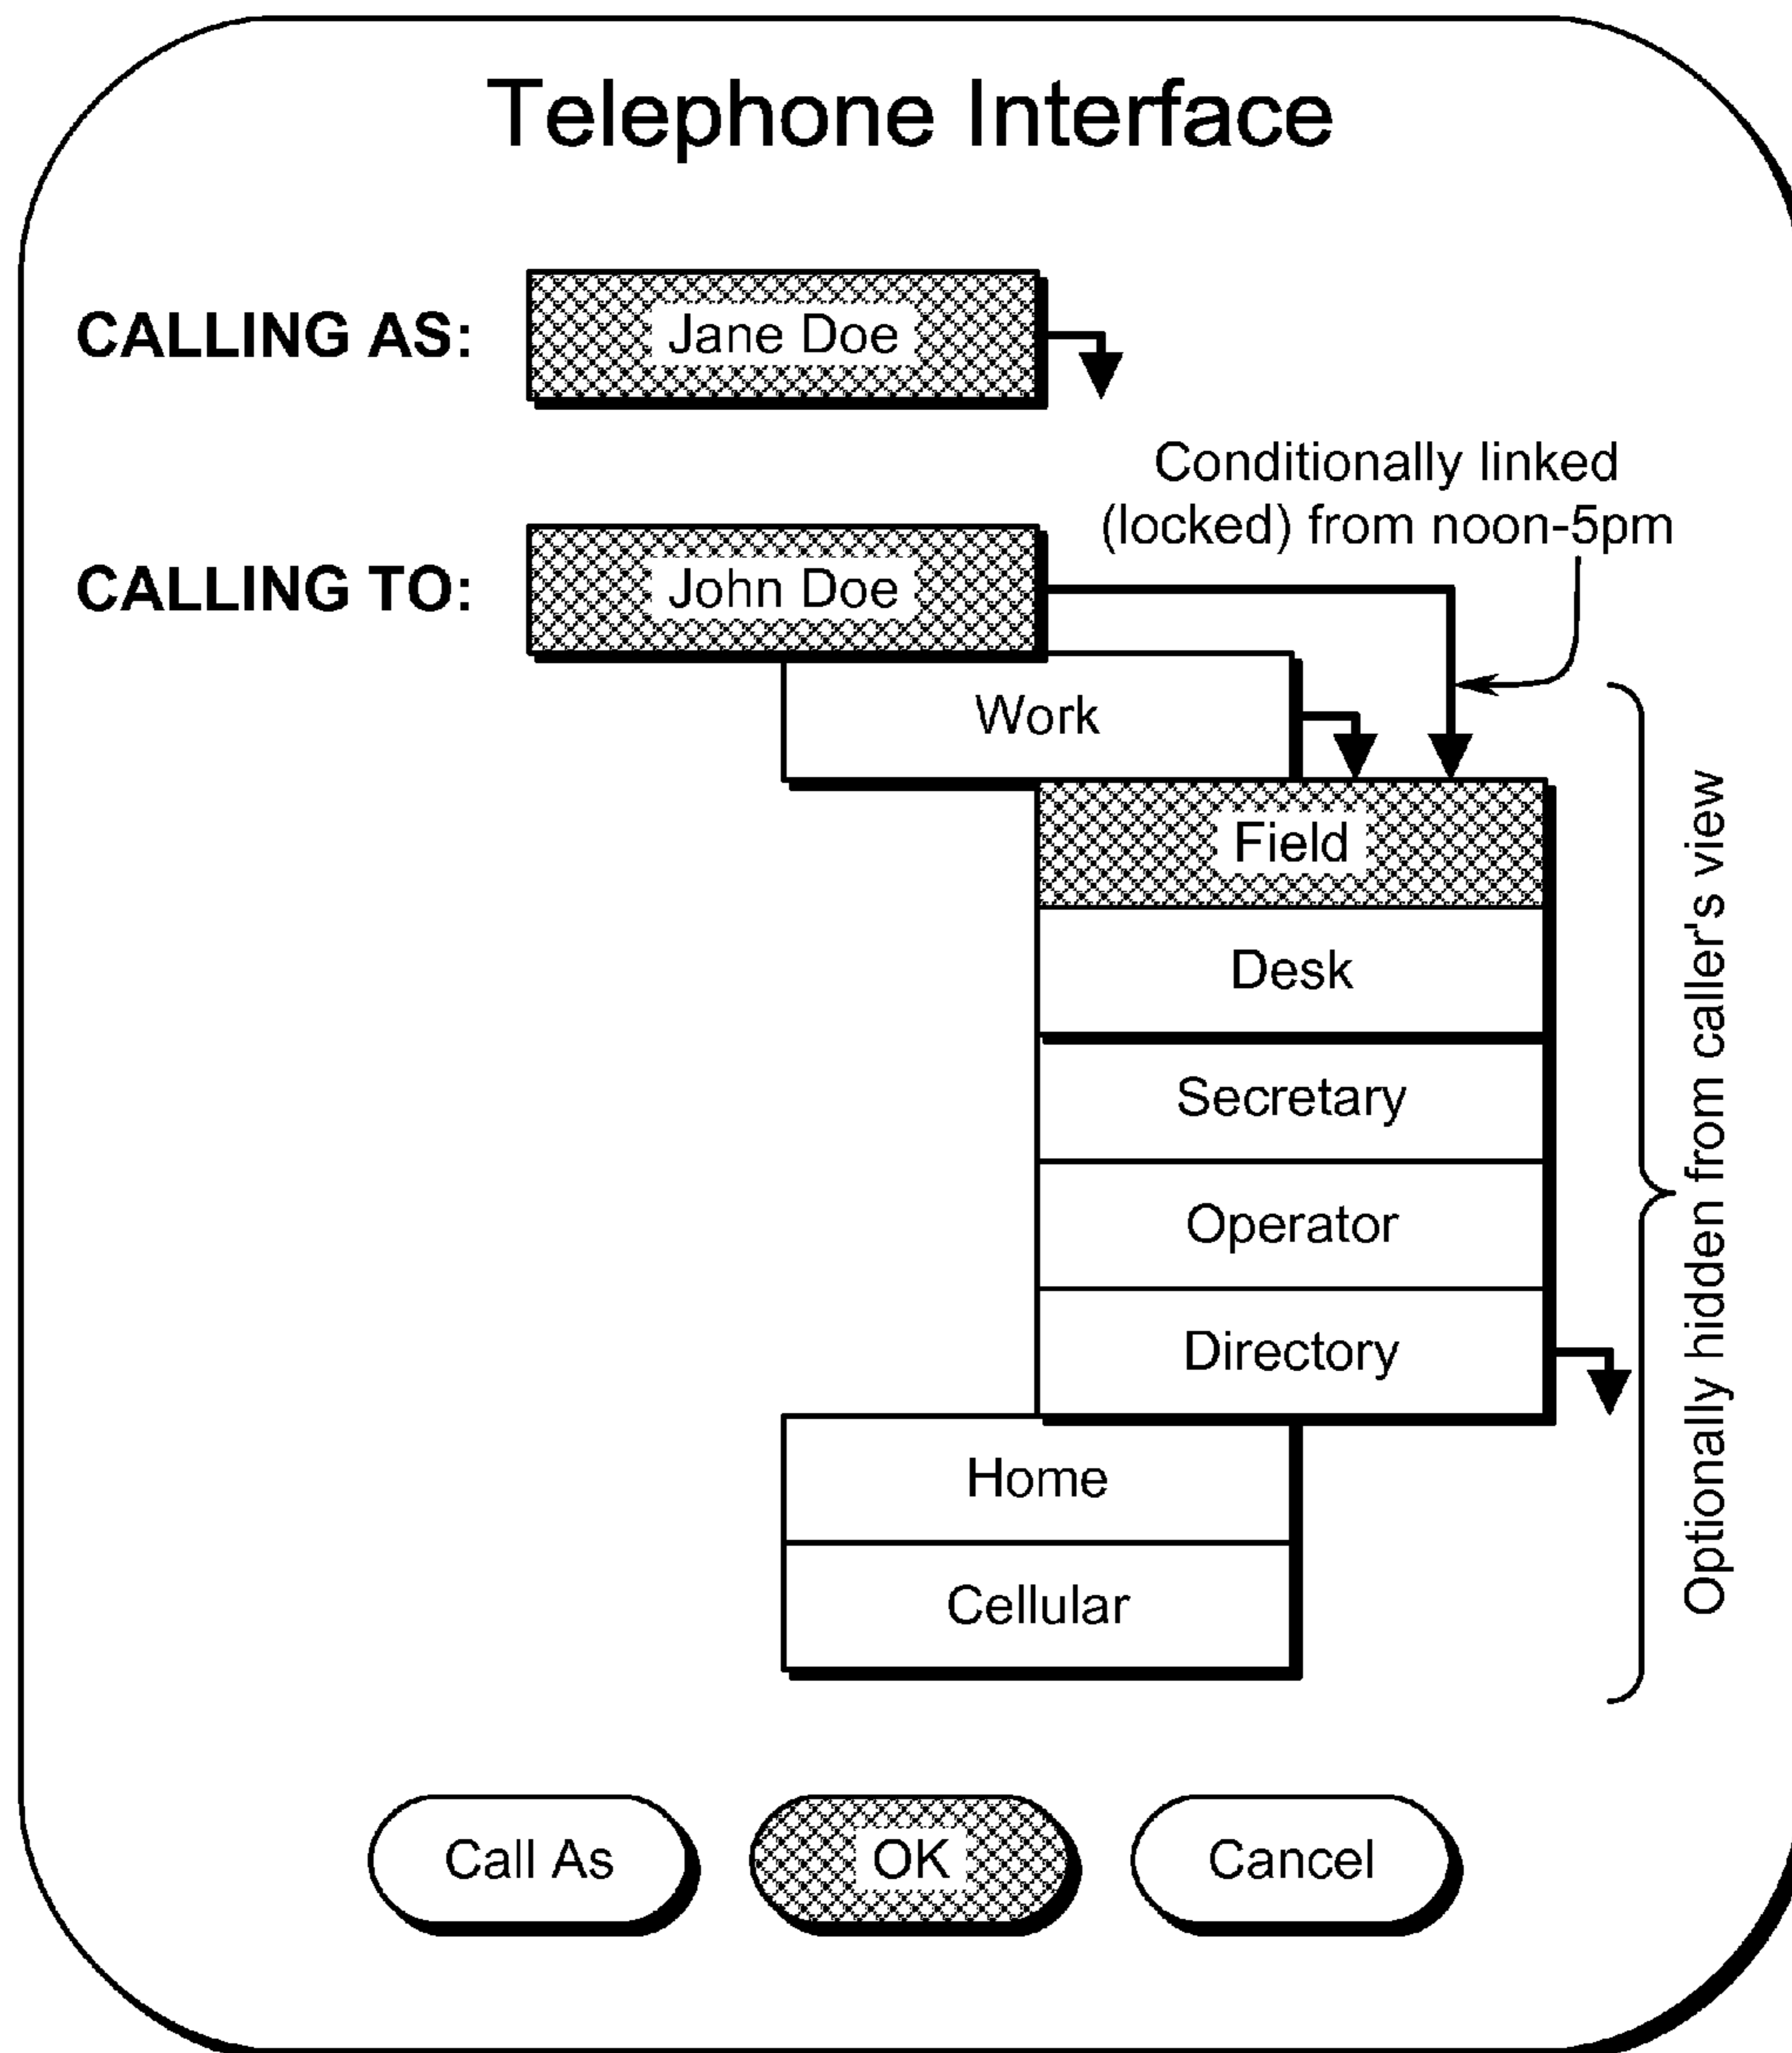 Telephone Interface
CALLING AS:
Jane Doe
Conditionally linked
(locked) from noon-5pm
CALLING TO:
John Doe
Work
Field
Desk
Secretary
Operator
Directory
Home
Cellular
Optionally hidden from caller's view
Call As
OK
Cancel